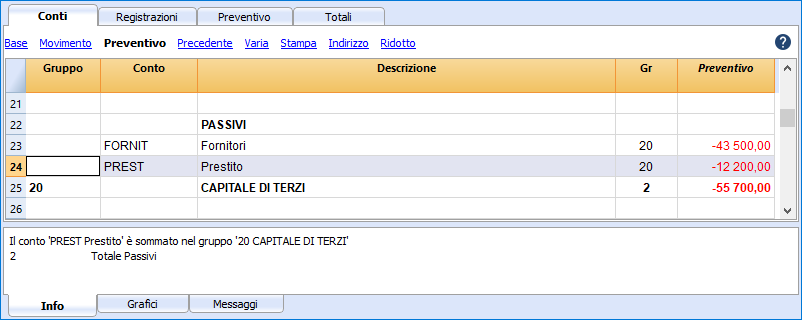 Conti Registrazioni Preventivo Totali
Base Movimento Preventivo Precedente Varia Stampa Indirizzo Ridotto ?
Gruppo Conto Descrizione Gr Preventivo
21
22 PASSIVI
23 FORNIT Fornitori 20 -43 500,00
24 PREST Prestito 20 -12 200,00
25 20 CAPITALE DI TERZI 2 -55 700,00
26
Il conto 'PREST Prestito' è sommato nel gruppo '20 CAPITALE DI TERZI'
2 Totale Passivi
Info Grafici Messaggi